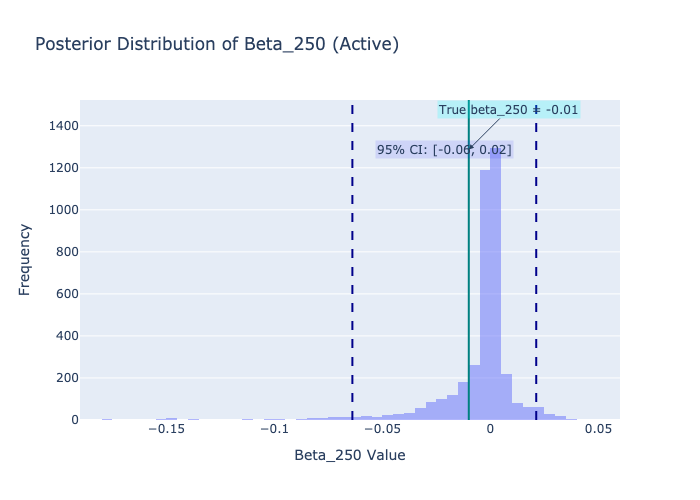 Posterior Distribution of Beta_250 (Active)
True beta_250 = -0.01
95% CI: [-0.06, 0.02]
1400
1200
1000
800
600
400
200
0
Frequency
−0.15
−0.1
−0.05
0
0.05
Beta_250 Value